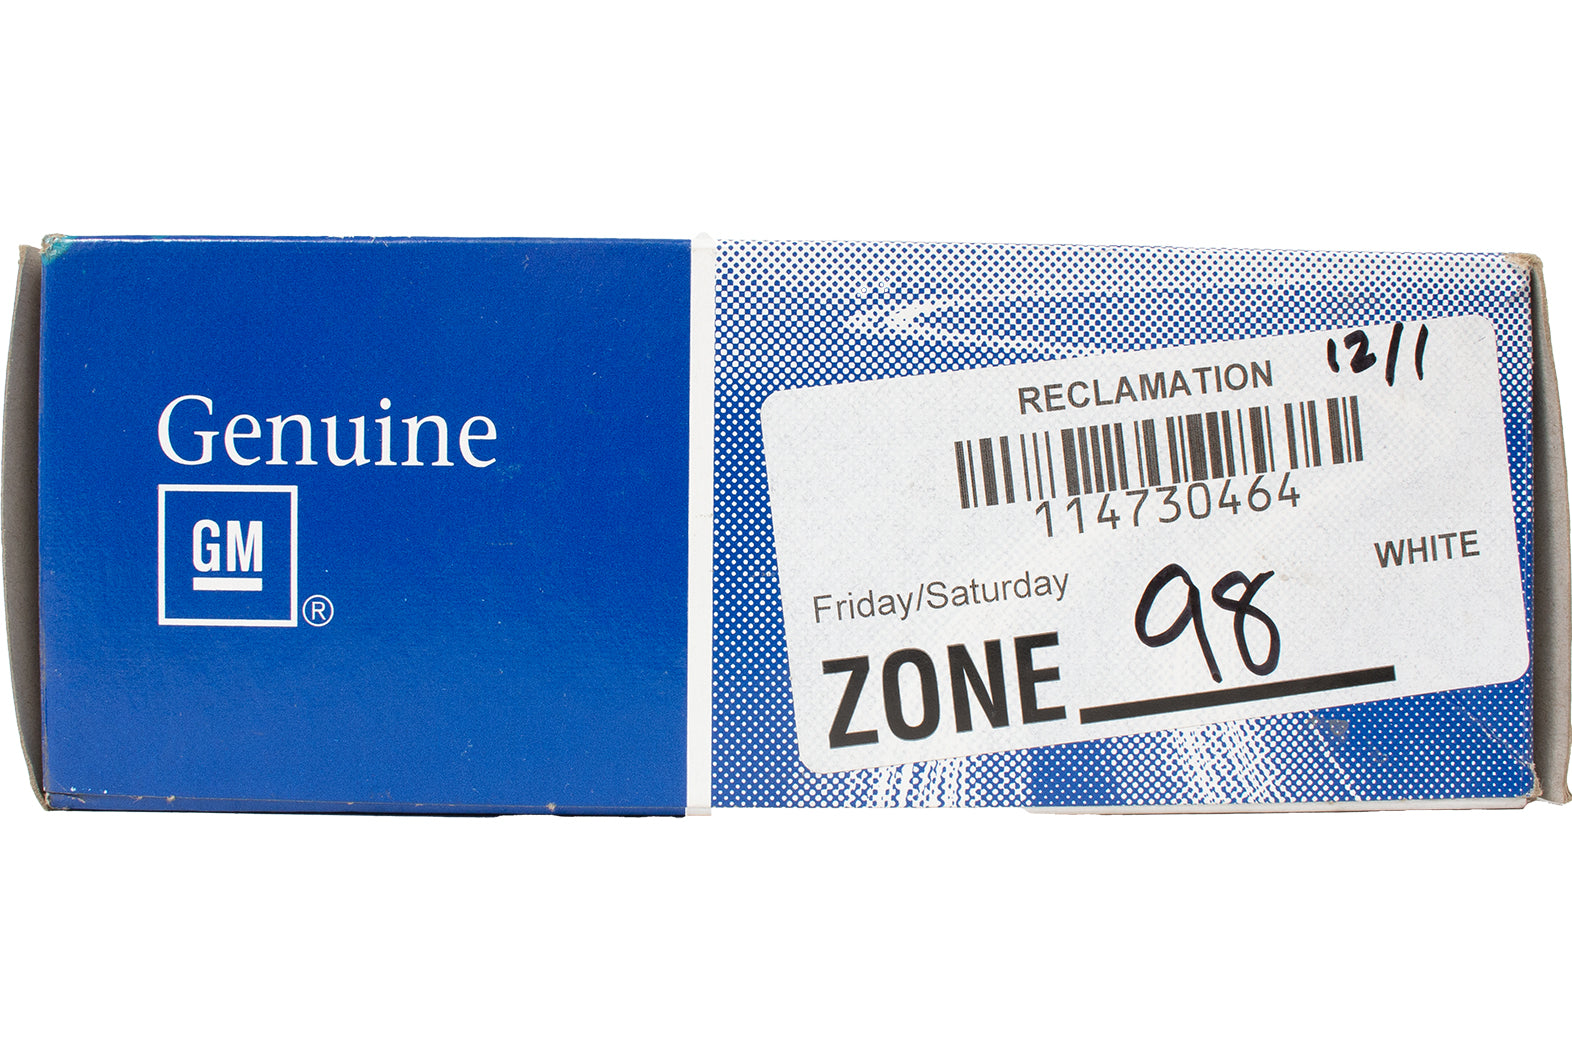 Genuine
GM
®
RECLAMATION
12/1
114730464
WHITE
Friday/Saturday
ZONE 98